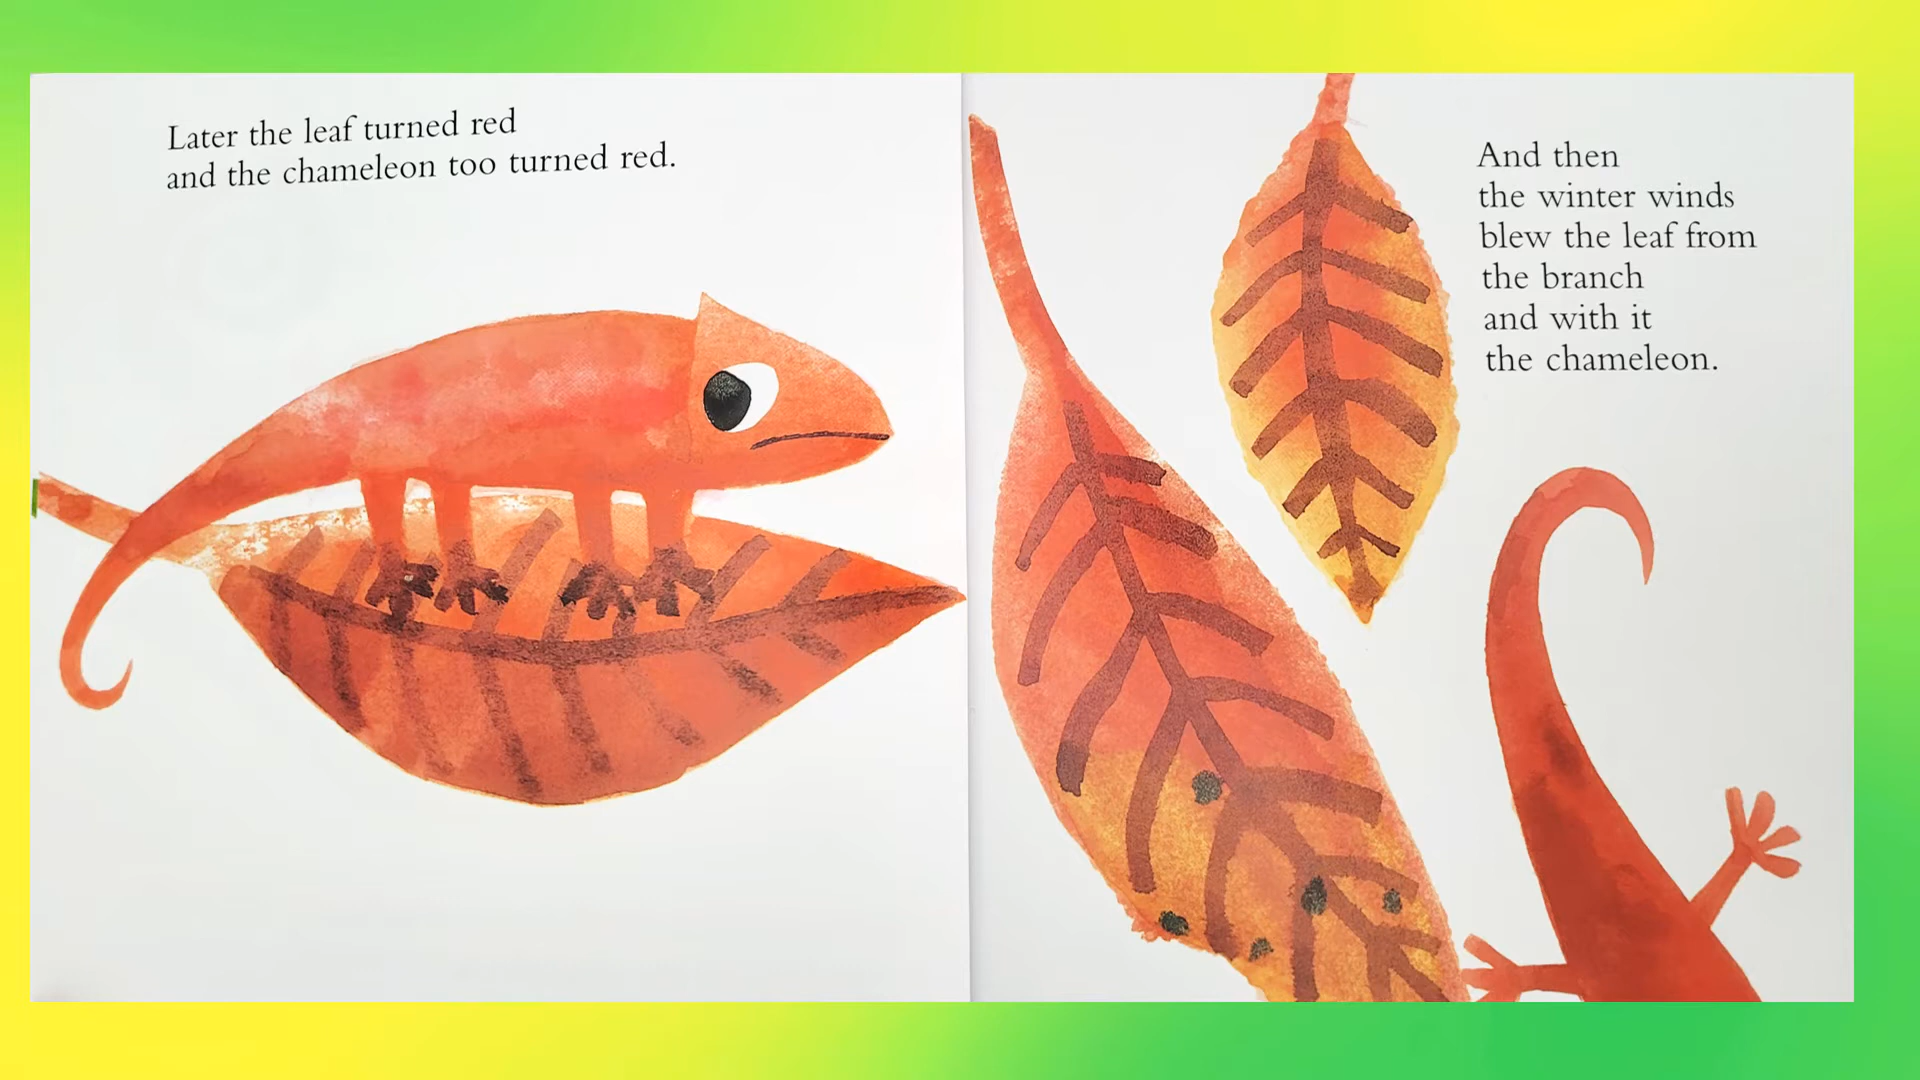 Later the leaf turned red
and the chameleon too turned red.
And then
the winter winds
blew the leaf from
the branch
and with it
the chameleon.